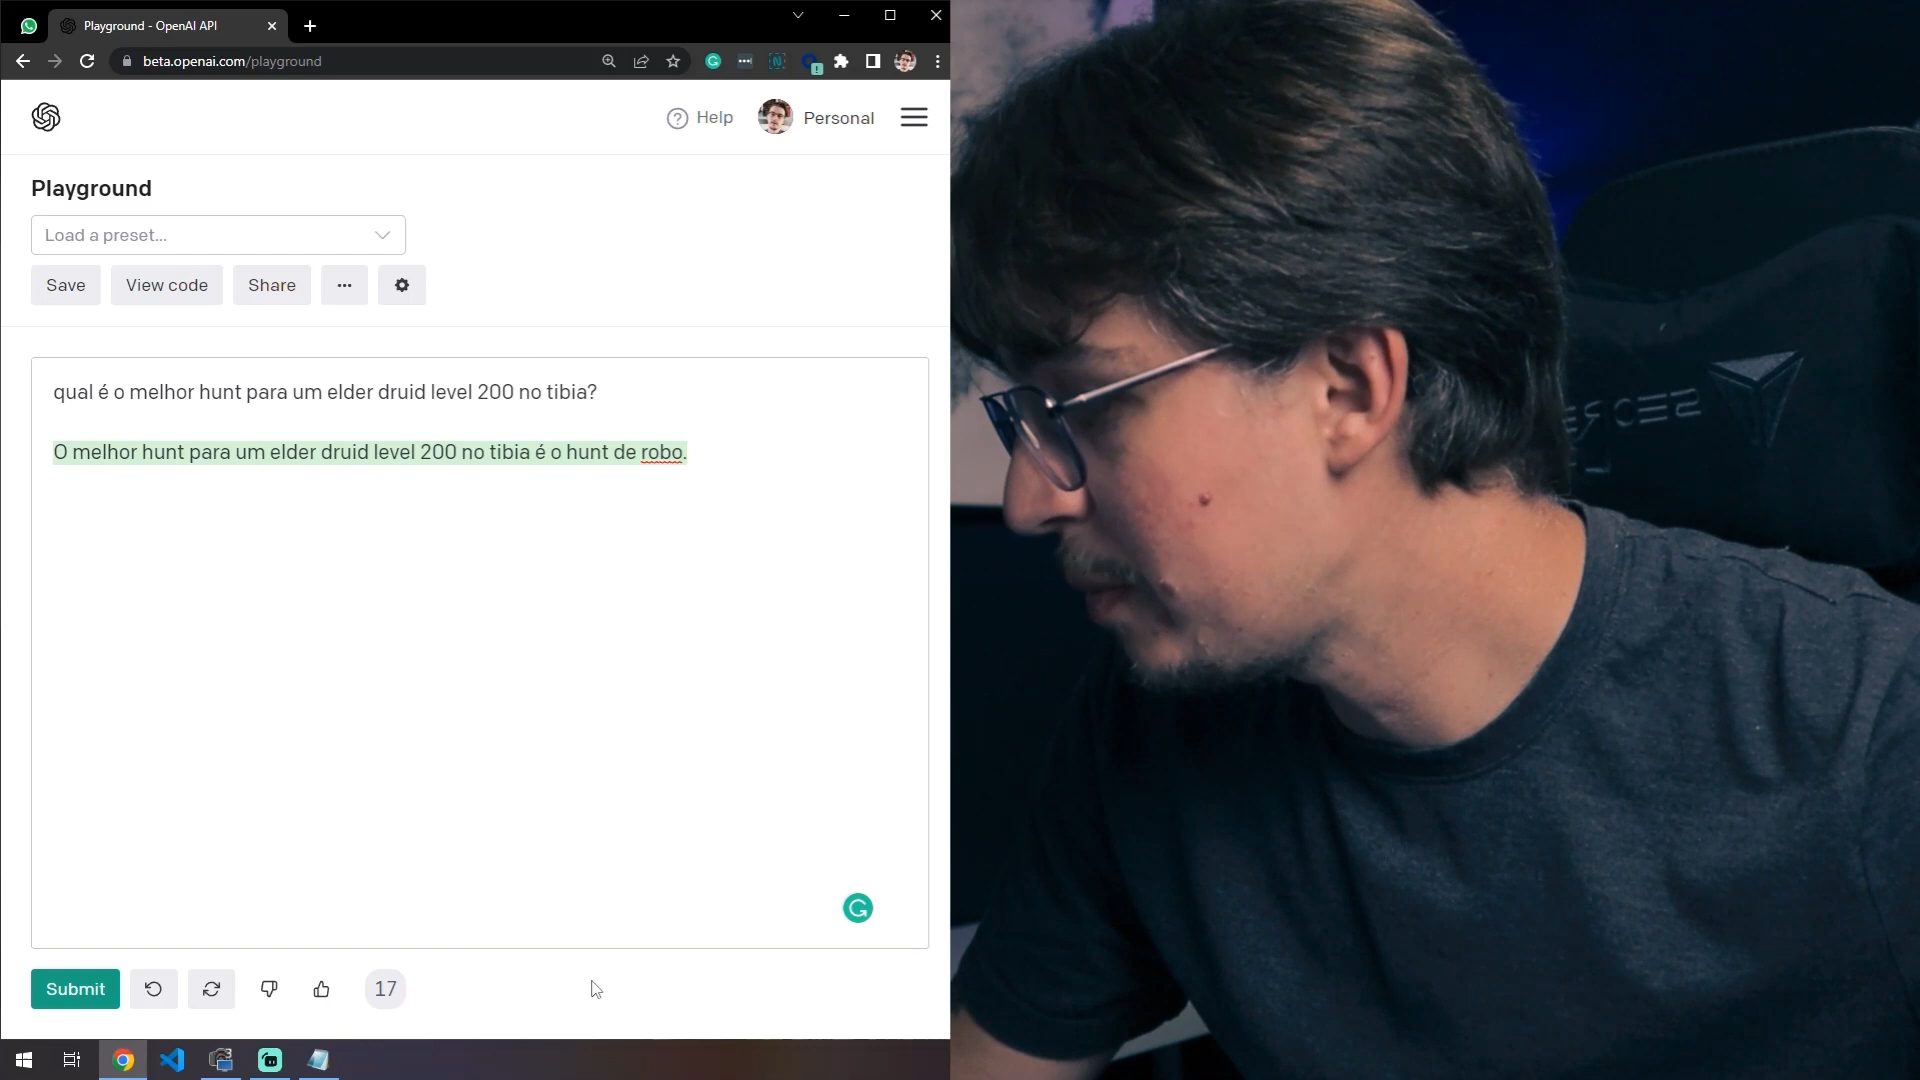 Playground - OpenAI API
beta.openai.com/playground
Help
Personal
Playground
Load a preset...
Save
View code
Share
qual é o melhor hunt para um elder druid level 200 no tibia?
O melhor hunt para um elder druid level 200 no tibia é o hunt de robo.
Submit
17